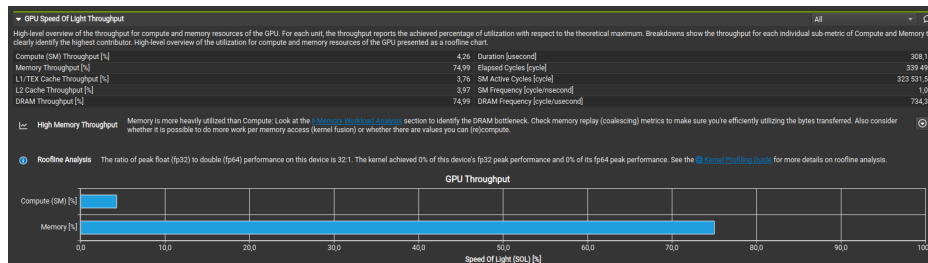 GPU Speed Of Light Throughput
All
High-level overview of the throughput for compute and memory resources of the GPU. For each unit, the throughput reports the achieved percentage of utilization with respect to the theoretical maximum. Breakdowns show the throughput for each individual sub-metric of Compute and Memory t
clearly identify the highest contributor. High-level overview of the utilization for compute and memory resources of the GPU presented as a roofline chart.
Compute (SM) Throughput [%] 4,26 Duration [usecond] 308,1
Memory Throughput [%] 74,99 Elapsed Cycles [cycle] 339 49
L1/TEX Cache Throughput [%] 3,76 SM Active Cycles [cycle] 323 531,5
L2 Cache Throughput [%] 3,97 SM Frequency [cycle/nsecond] 1,0
DRAM Throughput [%] 74,99 DRAM Frequency [cycle/usecond] 734,3
High Memory Throughput
Memory is more heavily utilized than Compute: Look at the Memory Workload Analysis section to identify the DRAM bottleneck. Check memory replay (coalescing) metrics to make sure you're efficiently utilizing the bytes transferred. Also consider
whether it is possible to do more work per memory access (kernel fusion) or whether there are values you can (re)compute.
Roofline Analysis
The ratio of peak float (fp32) to double (fp64) performance on this device is 32:1. The kernel achieved 0% of this device's fp32 peak performance and 0% of its fp64 peak performance. See the Kernel Profiling Guide for more details on roofline analysis.
GPU Throughput
Compute (SM) [%]
Memory [%]
0,0 10,0 20,0 30,0 40,0 50,0 60,0 70,0 80,0 90,0 100
Speed Of Light (SOL) [%]